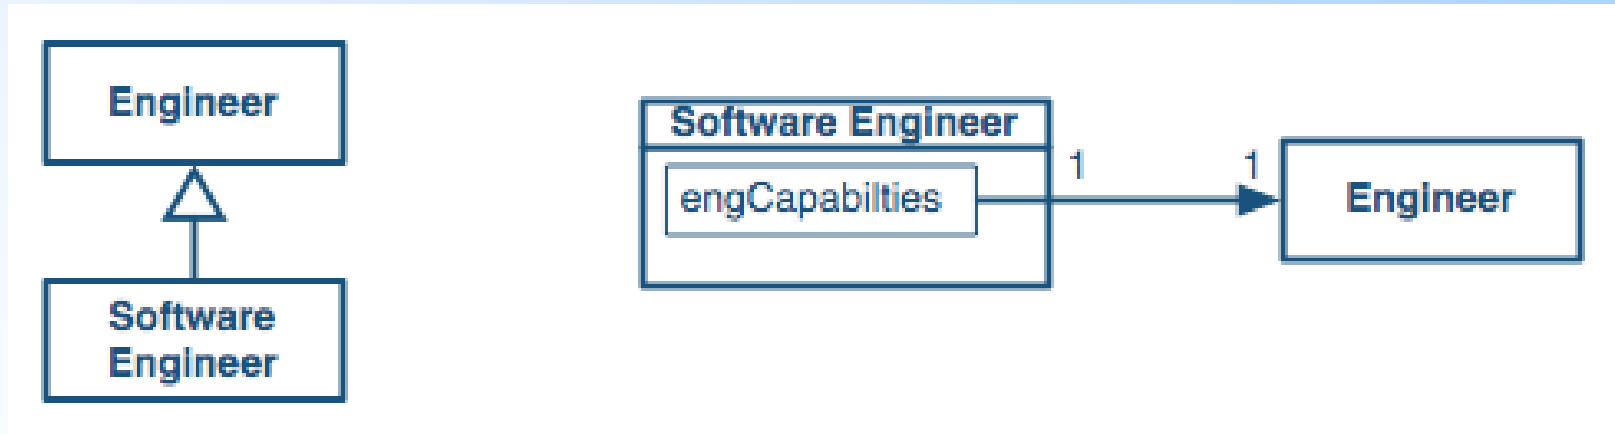 Engineer
Software
Engineer
Software Engineer
engCapabilties
1
1
Engineer